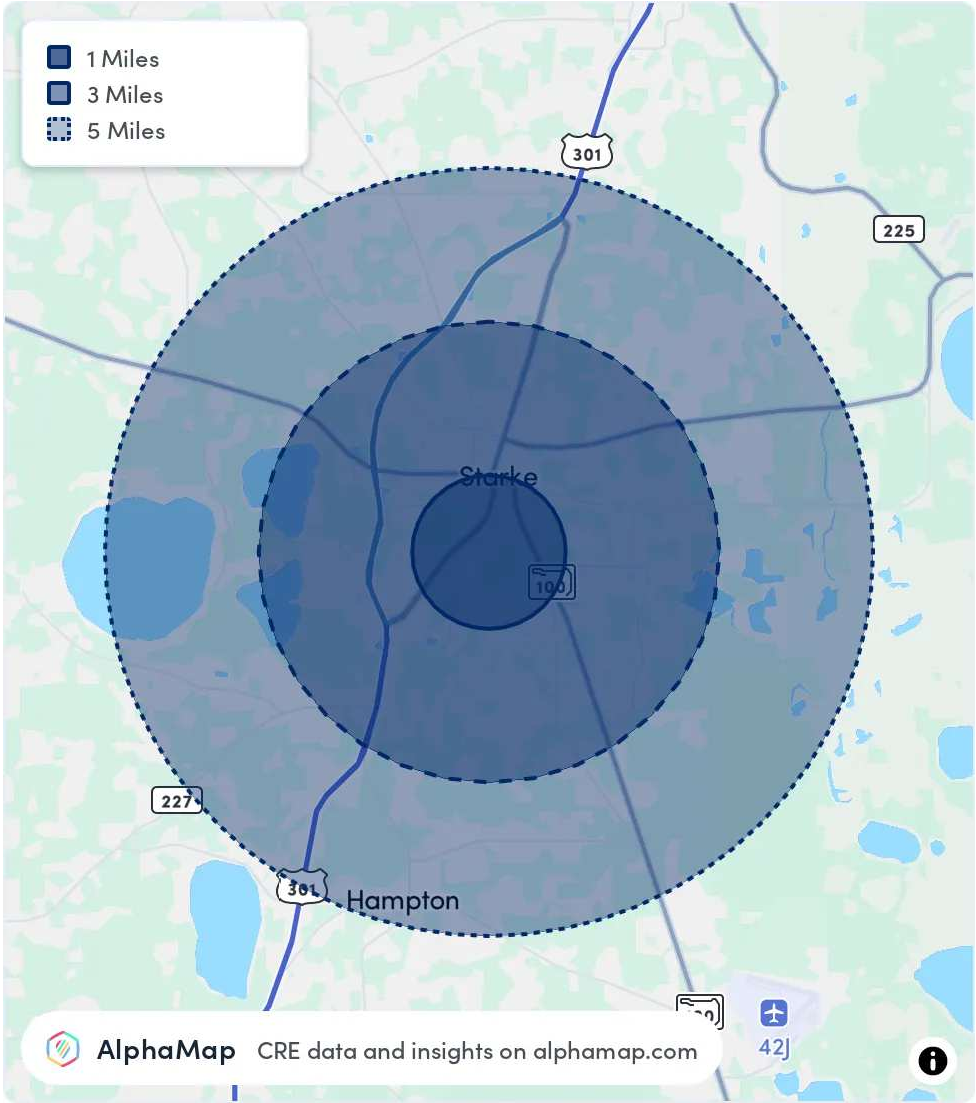 1 Miles
3 Miles
5 Miles
301
225
Starke
100
227
301
Hampton
42J
AlphaMap CRE data and insights on alphamap.com